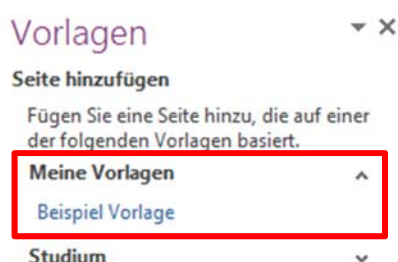 Vorlagen
Seite hinzufügen
Fügen Sie eine Seite hinzu, die auf einer
der folgenden Vorlagen basiert.
Meine Vorlagen
Beispiel Vorlage
Studium